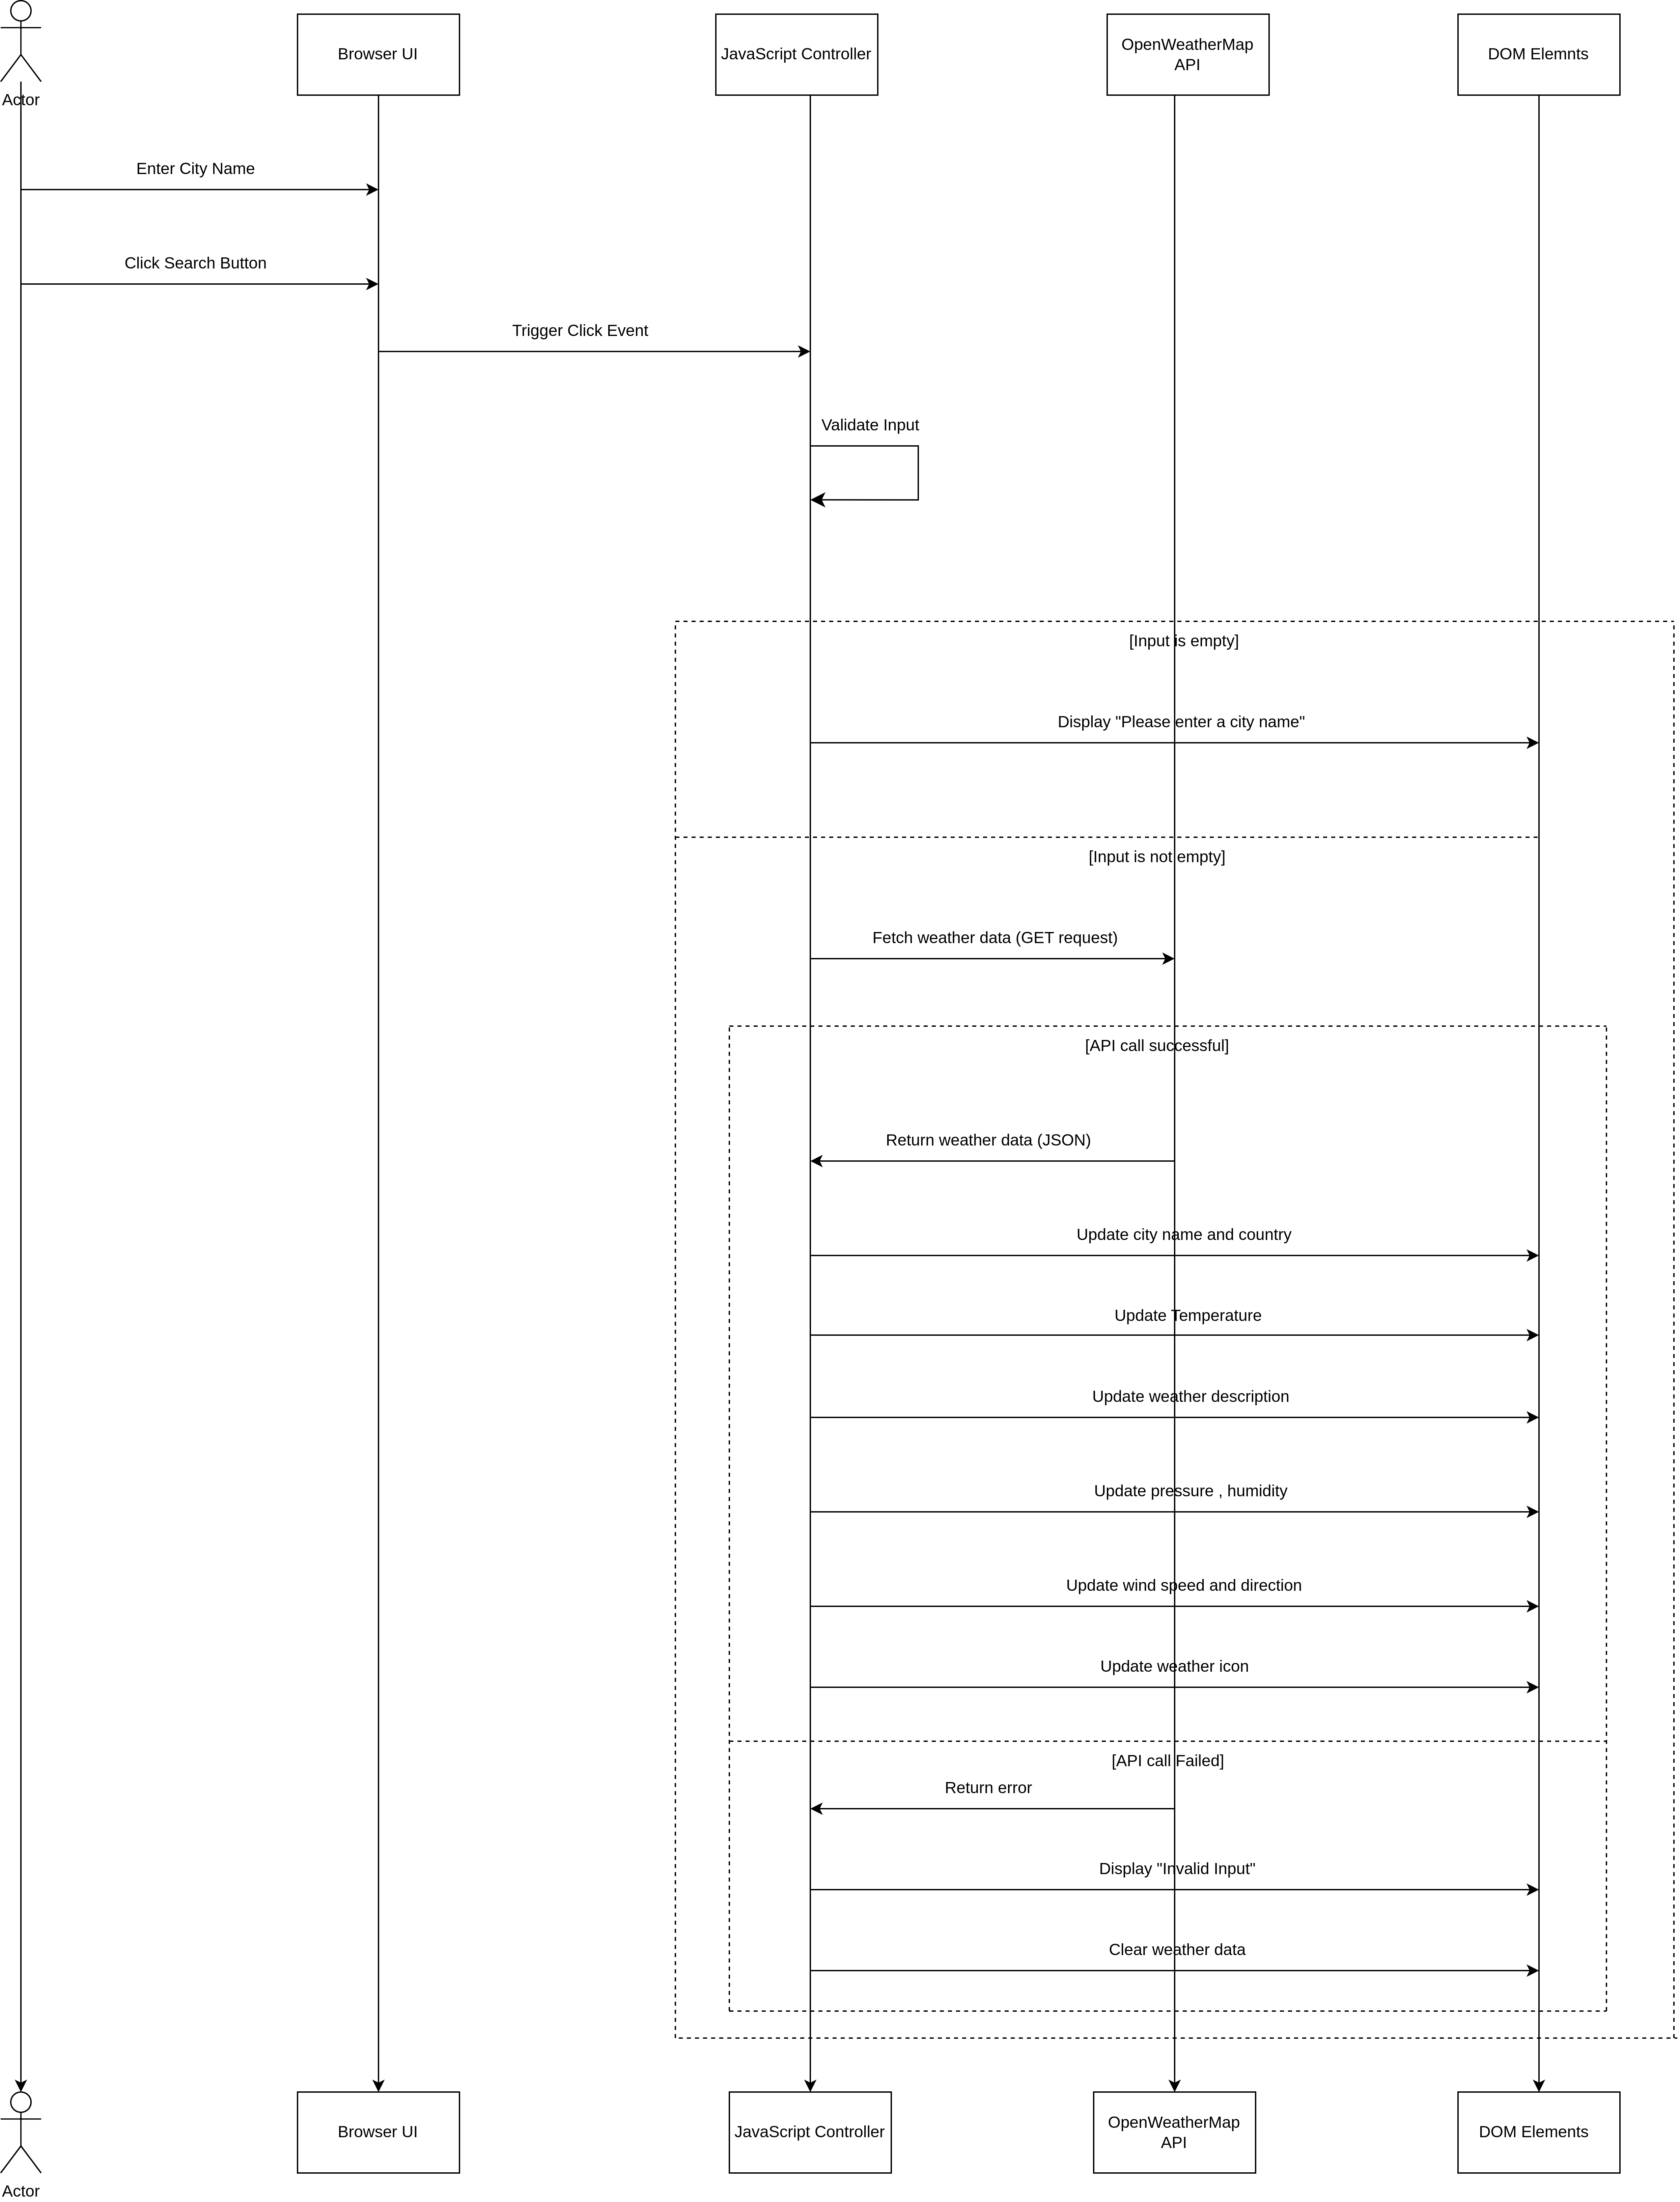 Actor
Browser UI
JavaScript Controller
OpenWeatherMap
API
DOM Elemnts
Enter City Name
Click Search Button
Trigger Click Event
Validate Input
[Input is empty]
Display "Please enter a city name"
[Input is not empty]
Fetch weather data (GET request)
[API call successful]
Return weather data (JSON)
Update city name and country
Update Temperature
Update weather description
Update pressure , humidity
Update wind speed and direction
Update weather icon
[API call Failed]
Return error
Display "Invalid Input"
Clear weather data
Actor
Browser UI
JavaScript Controller
OpenWeatherMap
API
DOM Elements